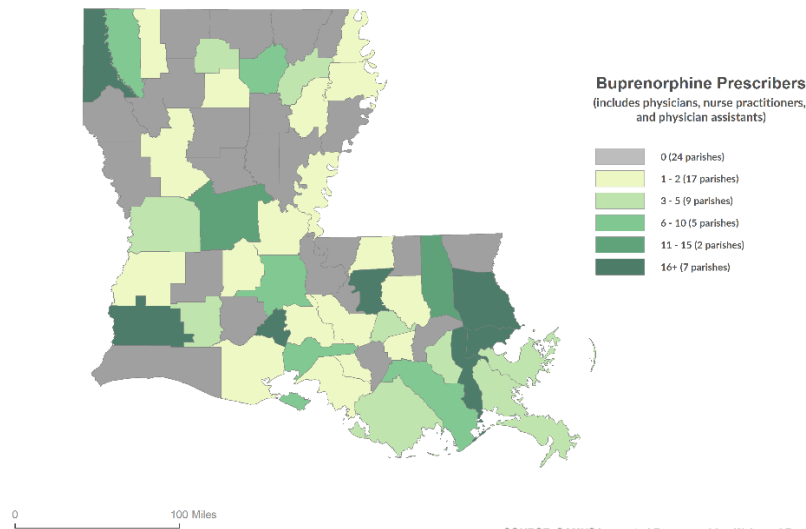 Buprenorphine Prescribers
(includes physicians, nurse practitioners,
and physician assistants)
0 (24 parishes)
1 - 2 (17 parishes)
3 - 5 (9 parishes)
6 - 10 (5 parishes)
11 - 15 (2 parishes)
16+ (7 parishes)
0 100 Miles